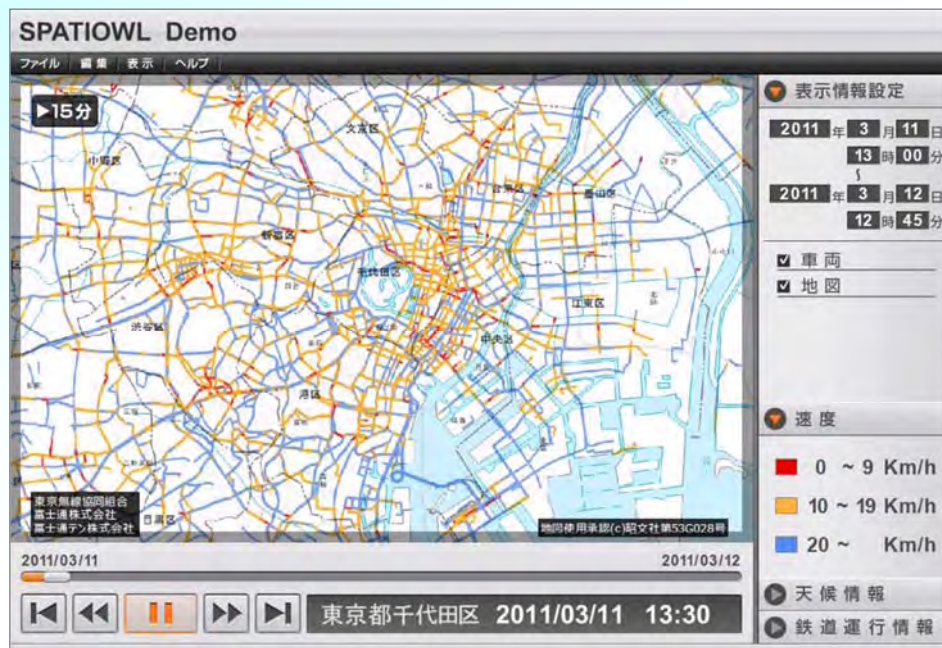 SPATIOWL Demo
ファイル 編集 表示 ヘルプ
▶15分
文京区
中野区
台東区
墨田区
新宿区
千代田区
江東区
渋谷区
中央区
港区
目黒区
東京無線協同組合
富士通株式会社
富士通テン株式会社
地図使用承認(c)昭文社第53G028号
2011/03/11
2011/03/12
東京都千代田区 2011/03/11 13:30
表示情報設定
2011 年 3 月 11 日
13 時 00 分
~
2011 年 3 月 12 日
12 時 45 分
車両
地図
速度
0 ~ 9 Km/h
10 ~ 19 Km/h
20 ~ Km/h
天候情報
鉄道運行情報